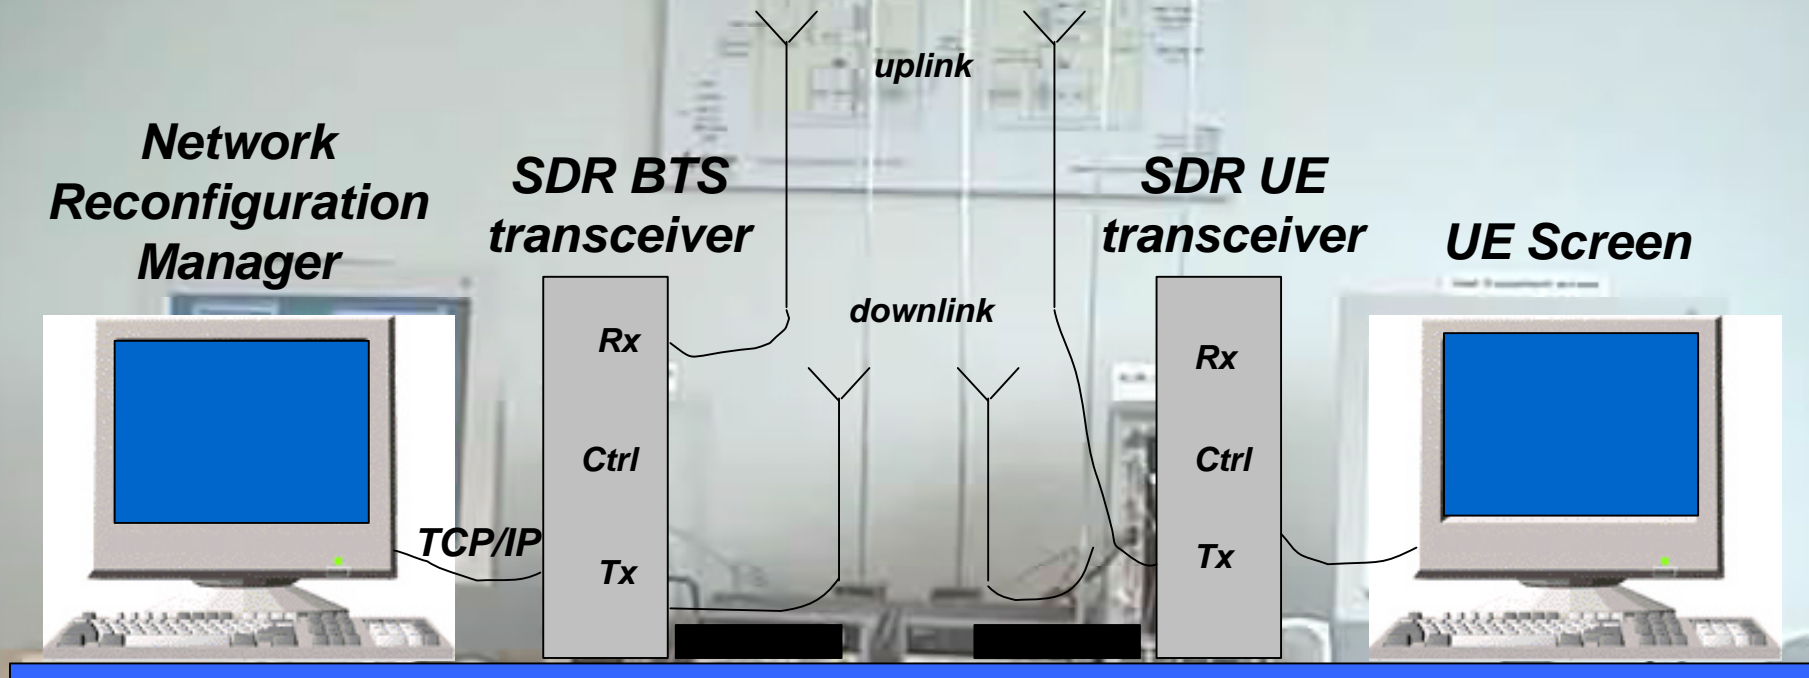 uplink
Network
Reconfiguration
Manager
SDR BTS
transceiver
SDR UE
transceiver
UE Screen
downlink
Rx
Rx
Ctrl
Ctrl
TCP/IP
Tx
Tx